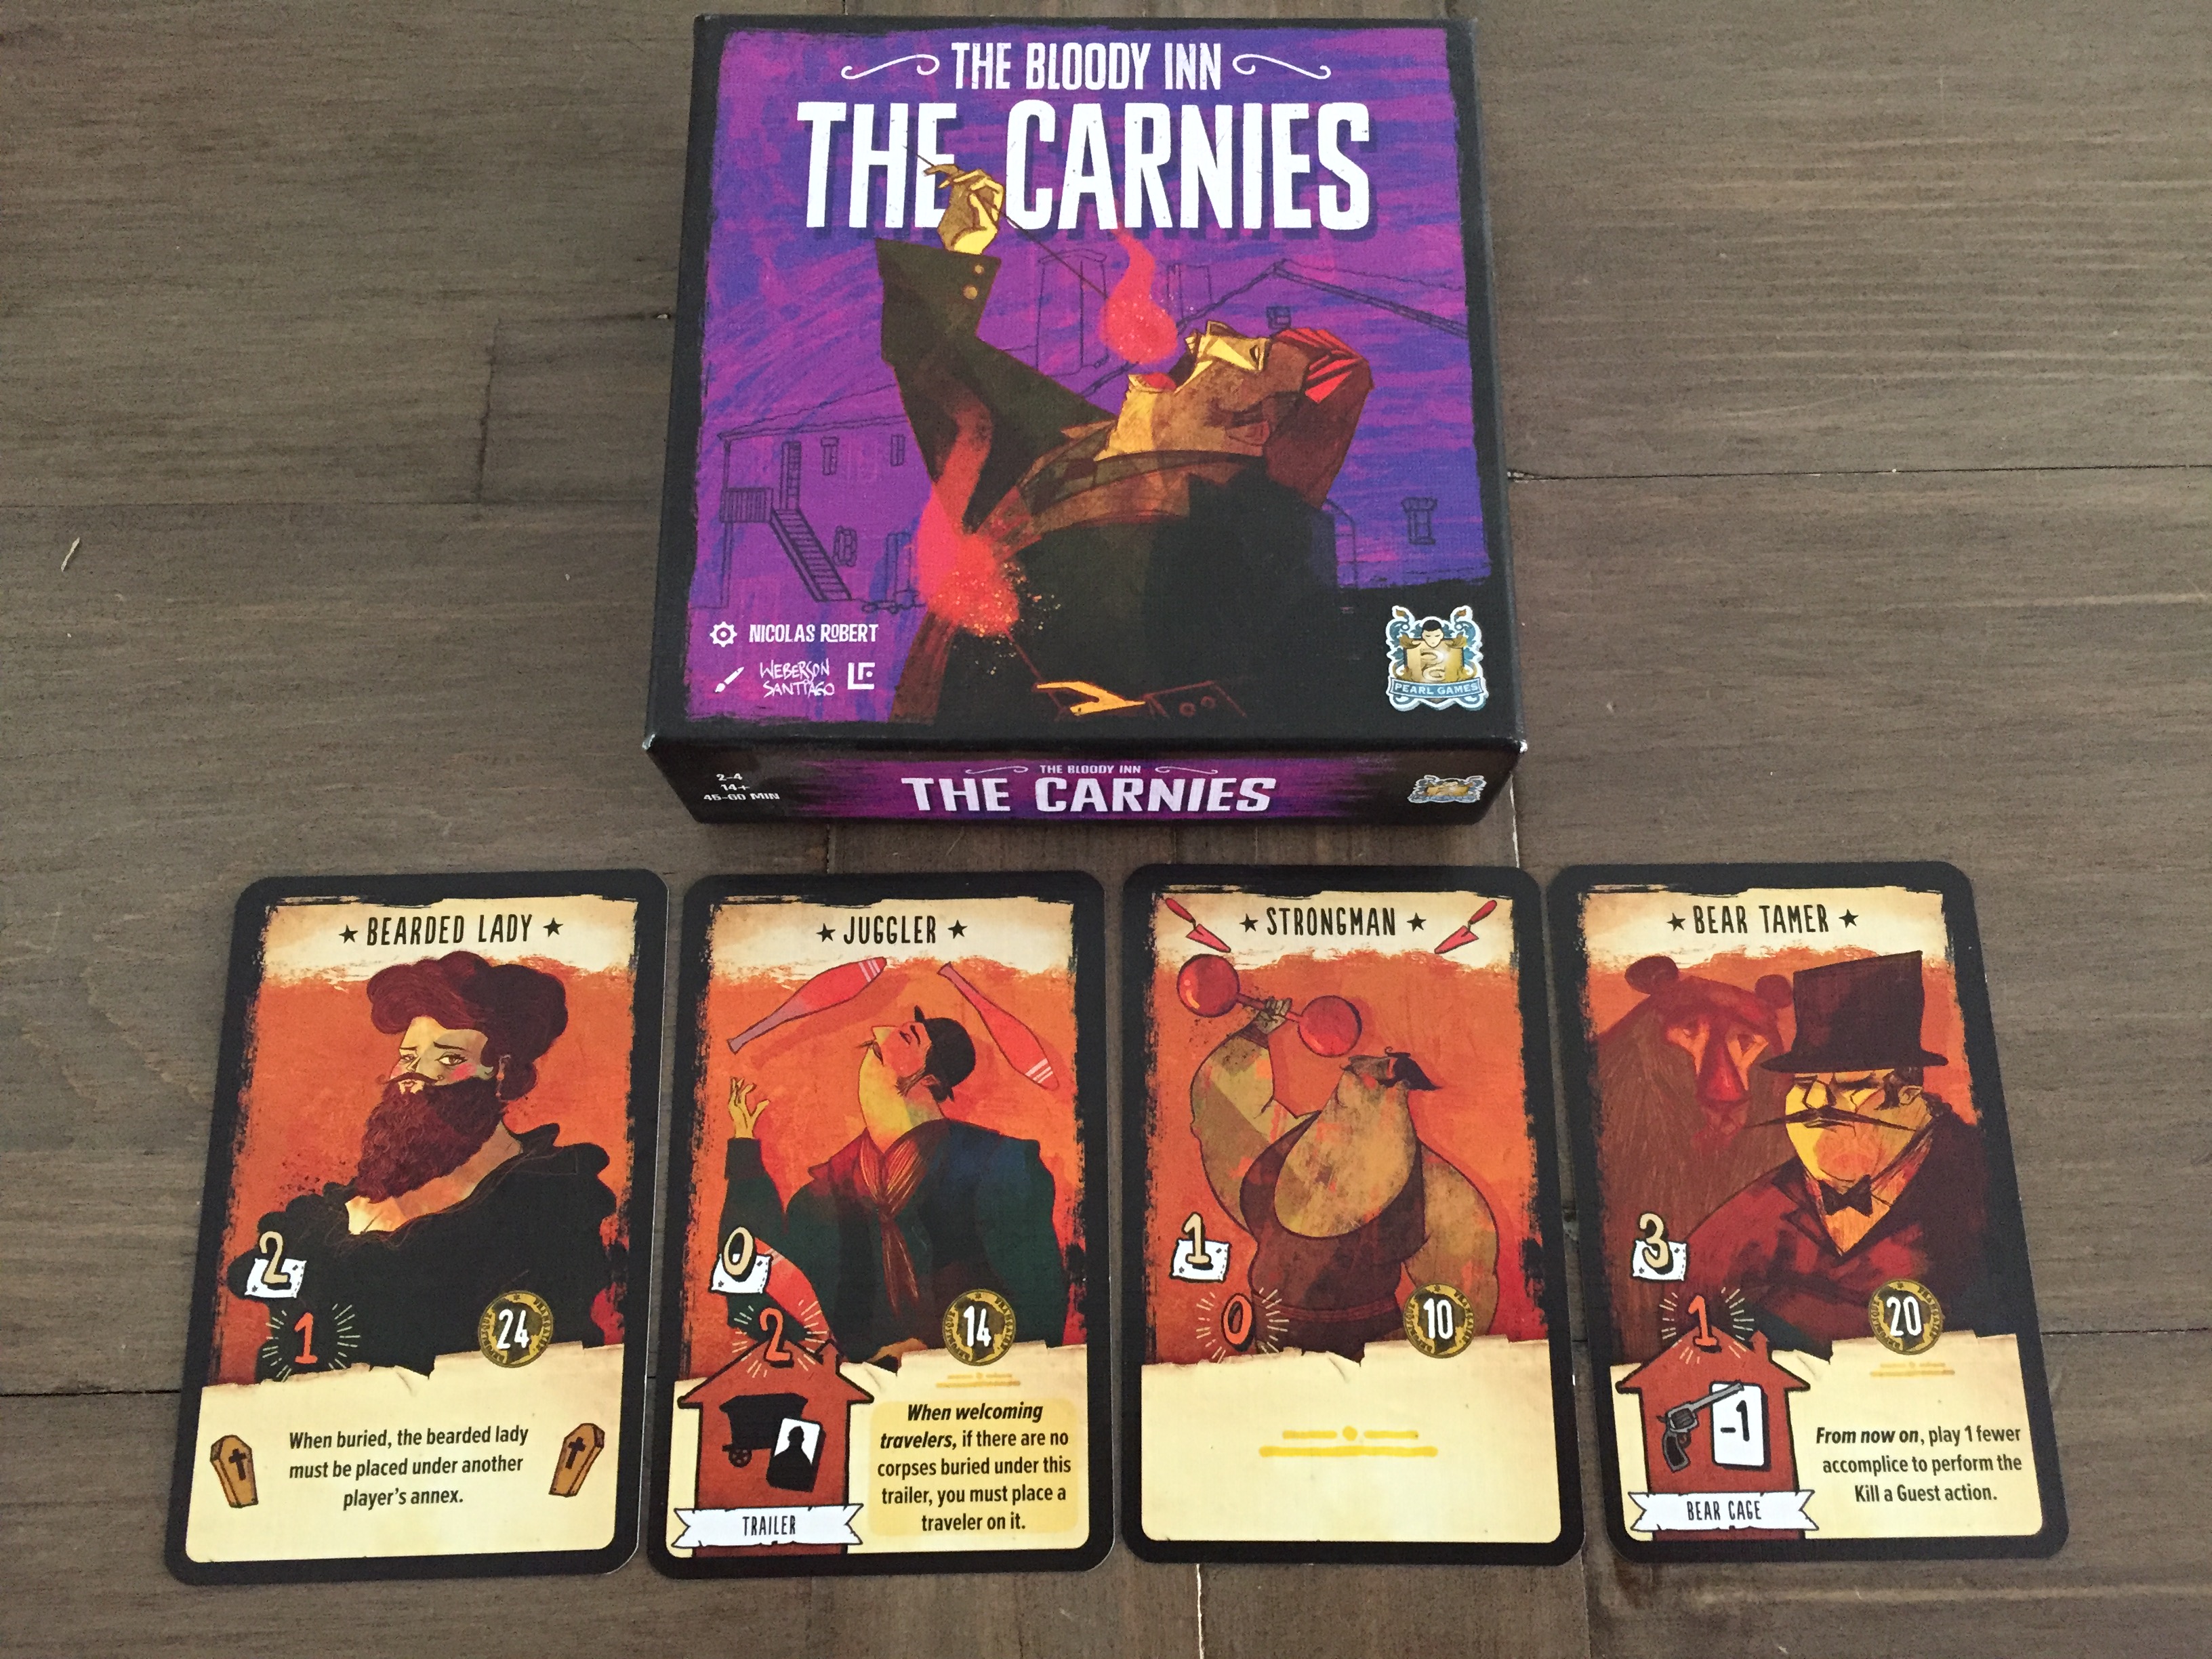 THE BLOODY INN
THE CARNIES
NICOLAS ROBERT
WEBERSON
SANTIAGO
LF
PEARL GAMES
2-4
14+
45-60 MIN
THE BLOODY INN
THE CARNIES
★ BEARDED LADY ★
2
1
24
When buried, the bearded lady
must be placed under another
player's annex.
★ JUGGLER ★
0
2
14
When welcoming
travelers, if there are no
corpses buried under this
trailer, you must place a
traveler on it.
TRAILER
★ STRONGMAN ★
1
0
10
★ BEAR TAMER ★
3
1
20
-1
From now on, play 1 fewer
accomplice to perform the
Kill a Guest action.
BEAR CAGE